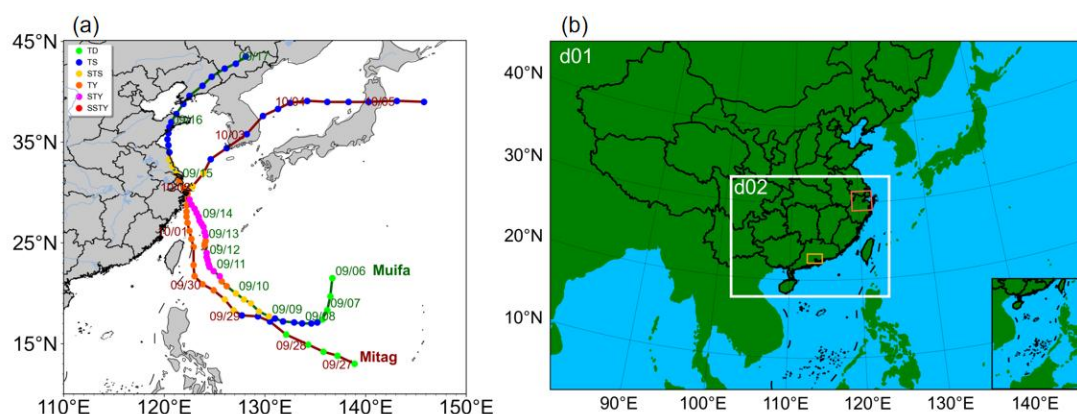 (a)
45°N
35°N
25°N
15°N
110°E
120°E
130°E
140°E
150°E
TD
TS
STS
TY
STY
SSTY
09/17
09/16
09/15
09/14
09/13
09/12
09/11
09/10
09/09
09/08
09/07
09/06
Muifa
10/05
10/04
10/03
10/01
09/30
09/29
09/28
09/27
Mitag
(b)
d01
d02
40°N
30°N
20°N
10°N
90°E
100°E
110°E
120°E
130°E
140°E